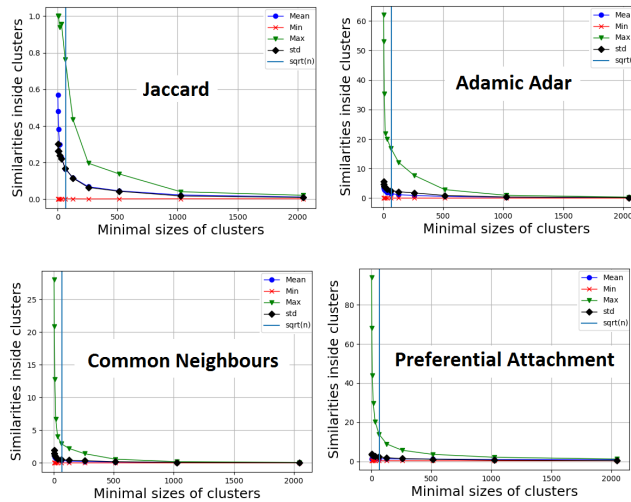 Similarities inside clusters
1.0
0.8
0.6
0.4
0.2
0.0
Jaccard
Mean
Min
Max
std
sqrt(n)
0
500
1000
1500
2000
Minimal sizes of clusters
Similarities inside clusters
60
50
40
30
20
10
0
Adamic Adar
Mean
Min
Max
std
sqrt(n)
0
500
1000
1500
2000
Minimal sizes of clusters
Similarities inside clusters
25
20
15
10
5
0
Common Neighbours
Mean
Min
Max
std
sqrt(n)
0
500
1000
1500
2000
Minimal sizes of clusters
Similarities inside clusters
80
60
40
20
0
Preferential Attachment
Mean
Min
Max
std
sqrt(n)
0
500
1000
1500
2000
Minimal sizes of clusters